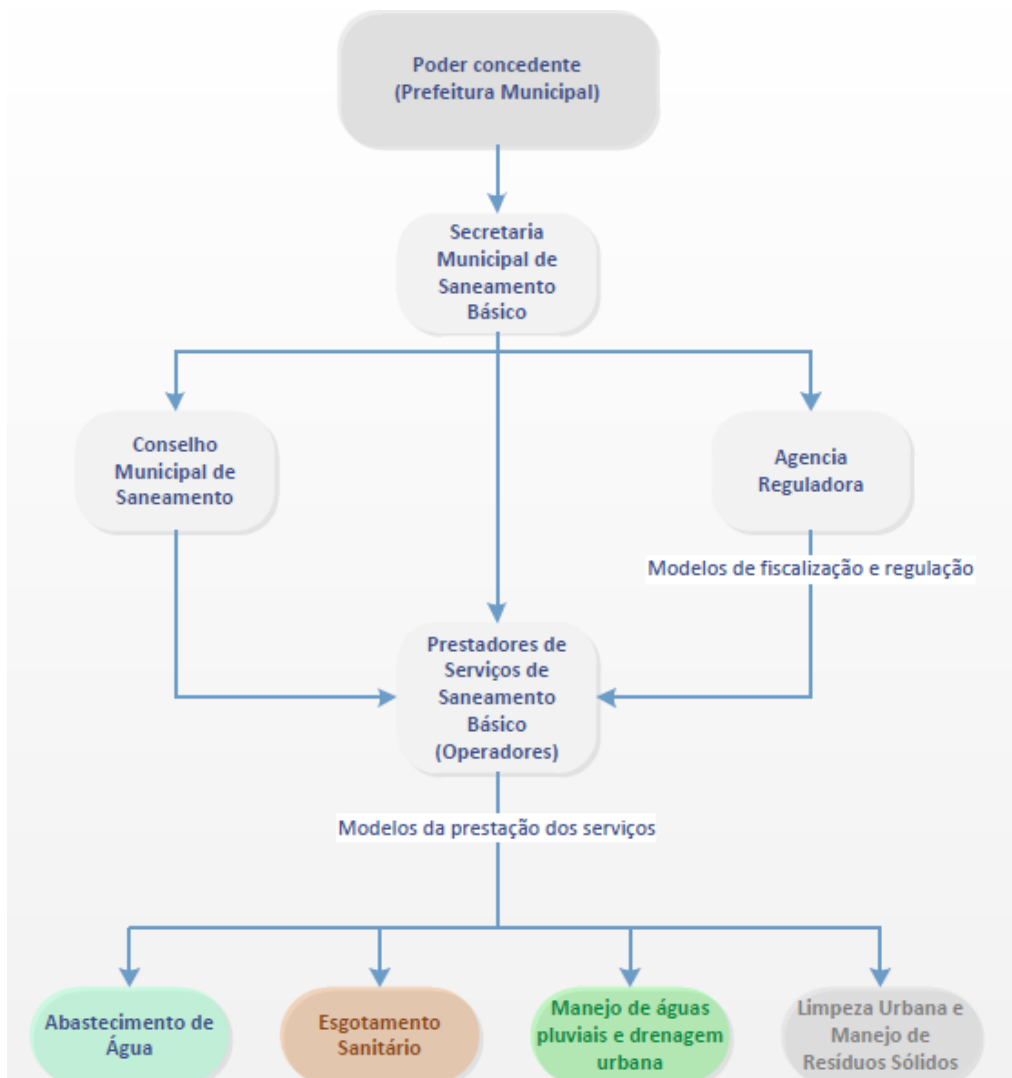 Poder concedente
(Prefeitura Municipal)
Secretaria
Municipal de
Saneamento
Básico
Conselho
Municipal de
Saneamento
Agencia
Reguladora
Modelos de fiscalização e regulação
Prestadores de
Serviços de
Saneamento
Básico
(Operadores)
Modelos da prestação dos serviços
Abastecimento de
Água
Esgotamento
Sanitário
Manejo de águas
pluviais e drenagem
urbana
Limpeza Urbana e
Manejo de
Resíduos Sólidos